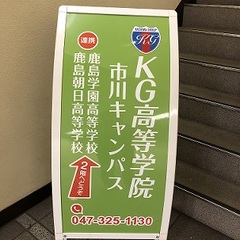 KG高等学院
市川キャンパス
連携
鹿島学園高等学校
鹿島朝日高等学校
2階へどうぞ
047-325-1130
KG